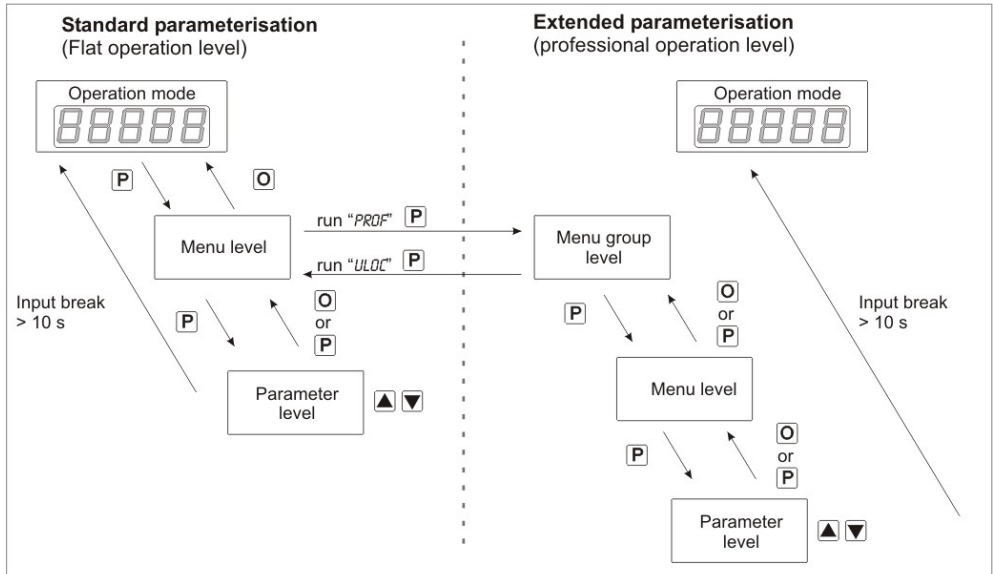 Standard parameterisation
(Flat operation level)
Operation mode
88888
P
O
Menu level
P
O
or
P
Input break
> 10 s
Parameter
level
▲ ▼
run "PROF" P
run "ULOC" P
Extended parameterisation
(professional operation level)
Operation mode
88888
Menu group
level
P
O
or
P
Input break
> 10 s
Menu level
P
O
or
P
Parameter
level
▲ ▼